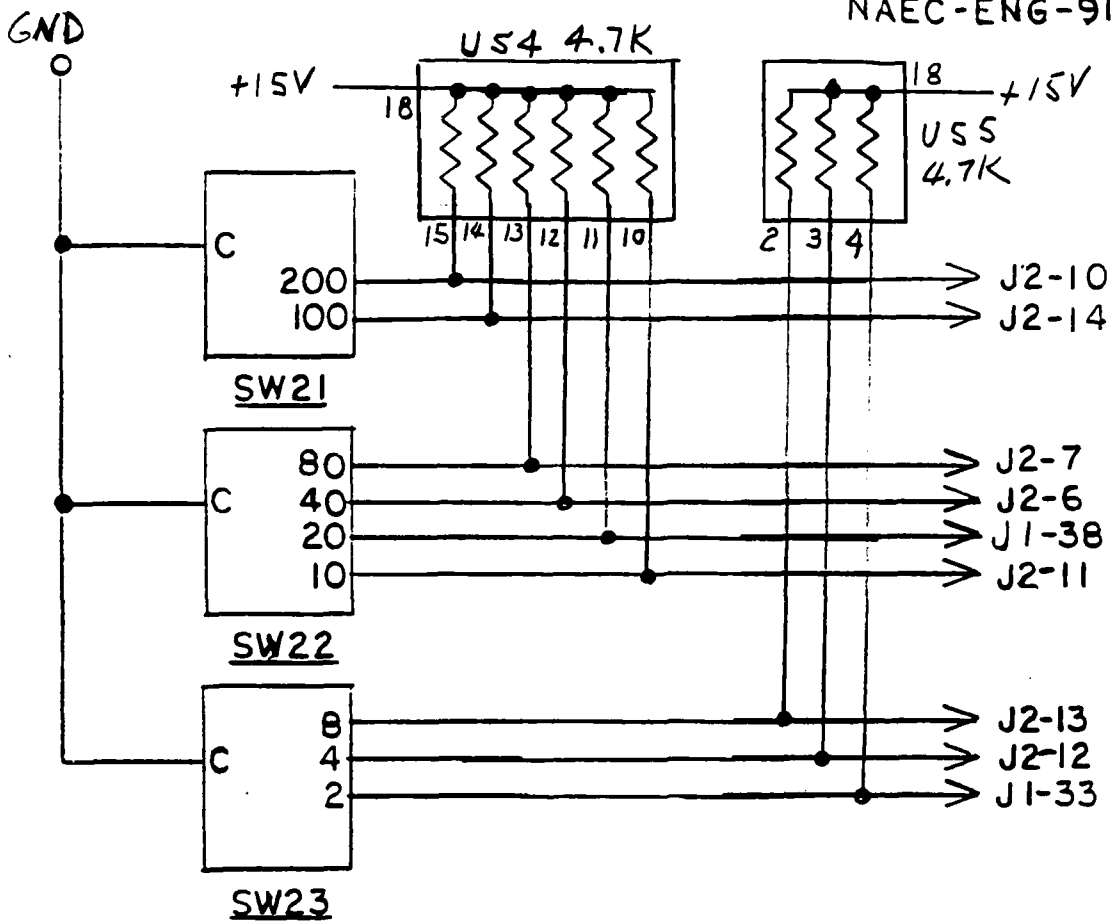 NAEC-ENG-91
GND
U54 4.7K
+15V
18
18
+15V
U55
4.7K
15 14 13 12 11 10
2 3 4
C
200
100
J2-10
J2-14
SW21
C
80
40
20
10
J2-7
J2-6
J1-38
J2-11
SW22
C
8
4
2
J2-13
J2-12
J1-33
SW23